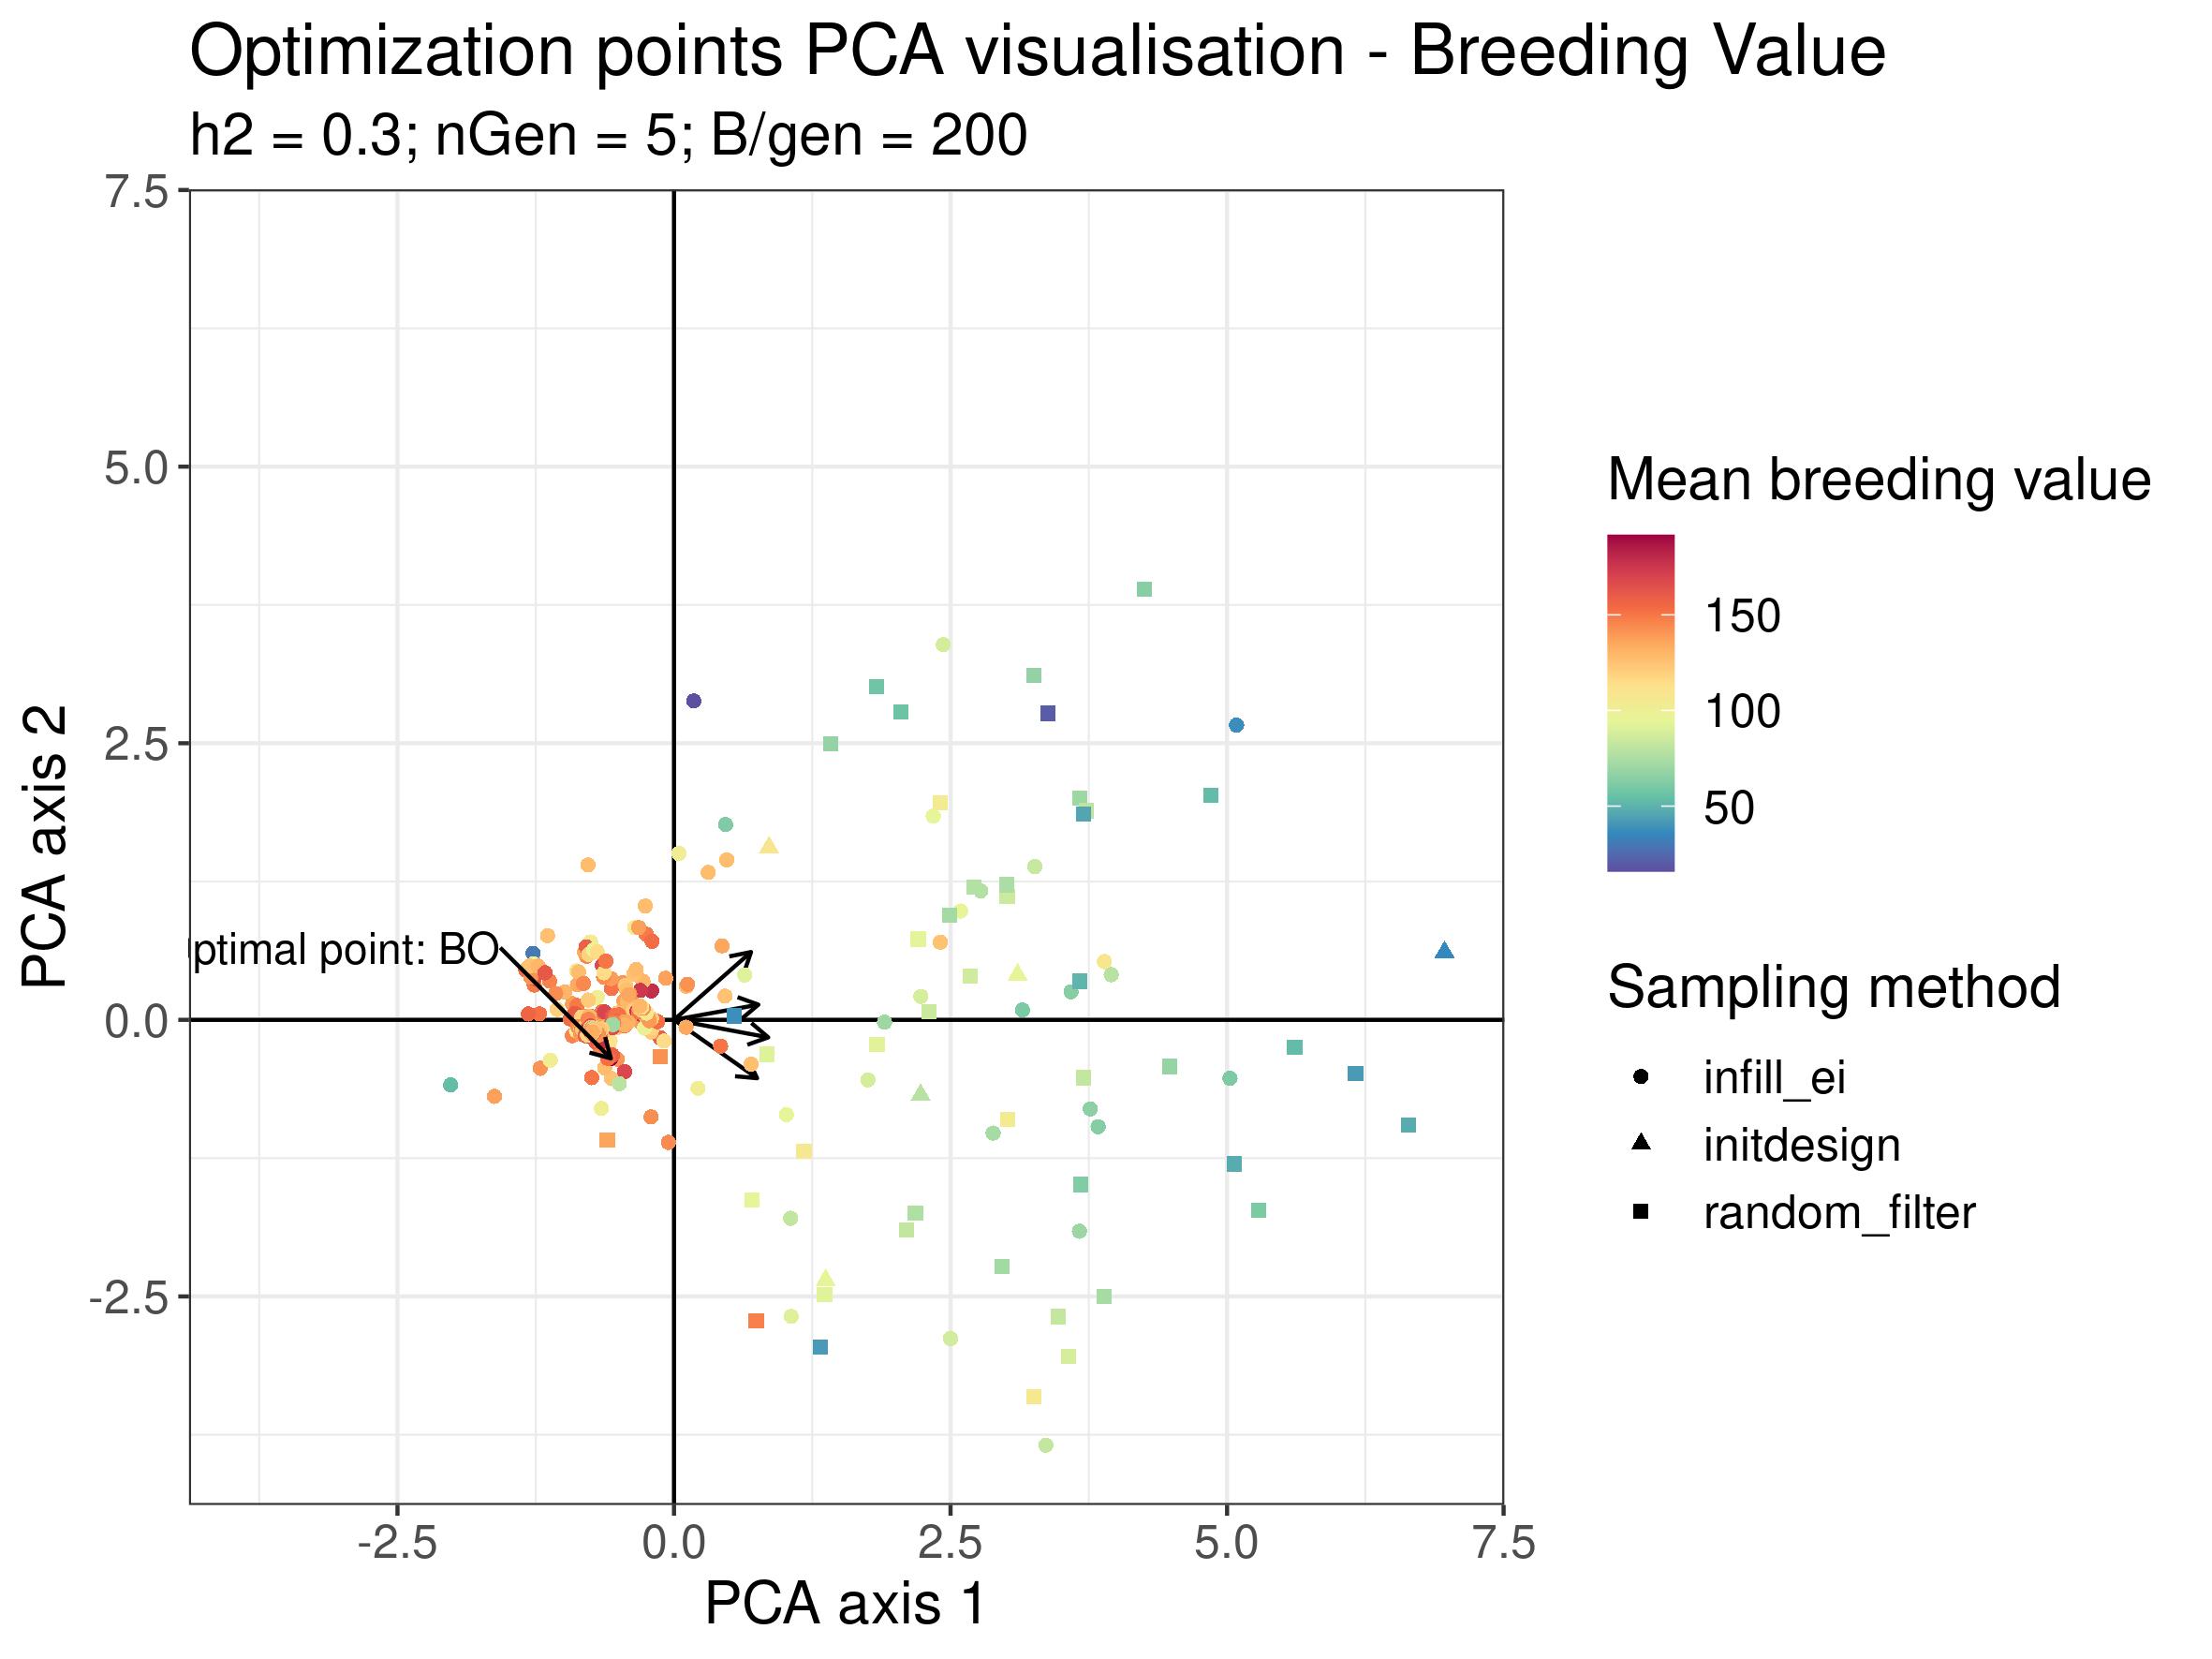 Optimization points PCA visualisation - Breeding Value
h2 = 0.3; nGen = 5; B/gen = 200
7.5
5.0
2.5
0.0
-2.5
PCA axis 2
ptimal point: BO
-2.5
0.0
2.5
5.0
7.5
PCA axis 1
Mean breeding value
150
100
50
Sampling method
infill_ei
initdesign
random_filter